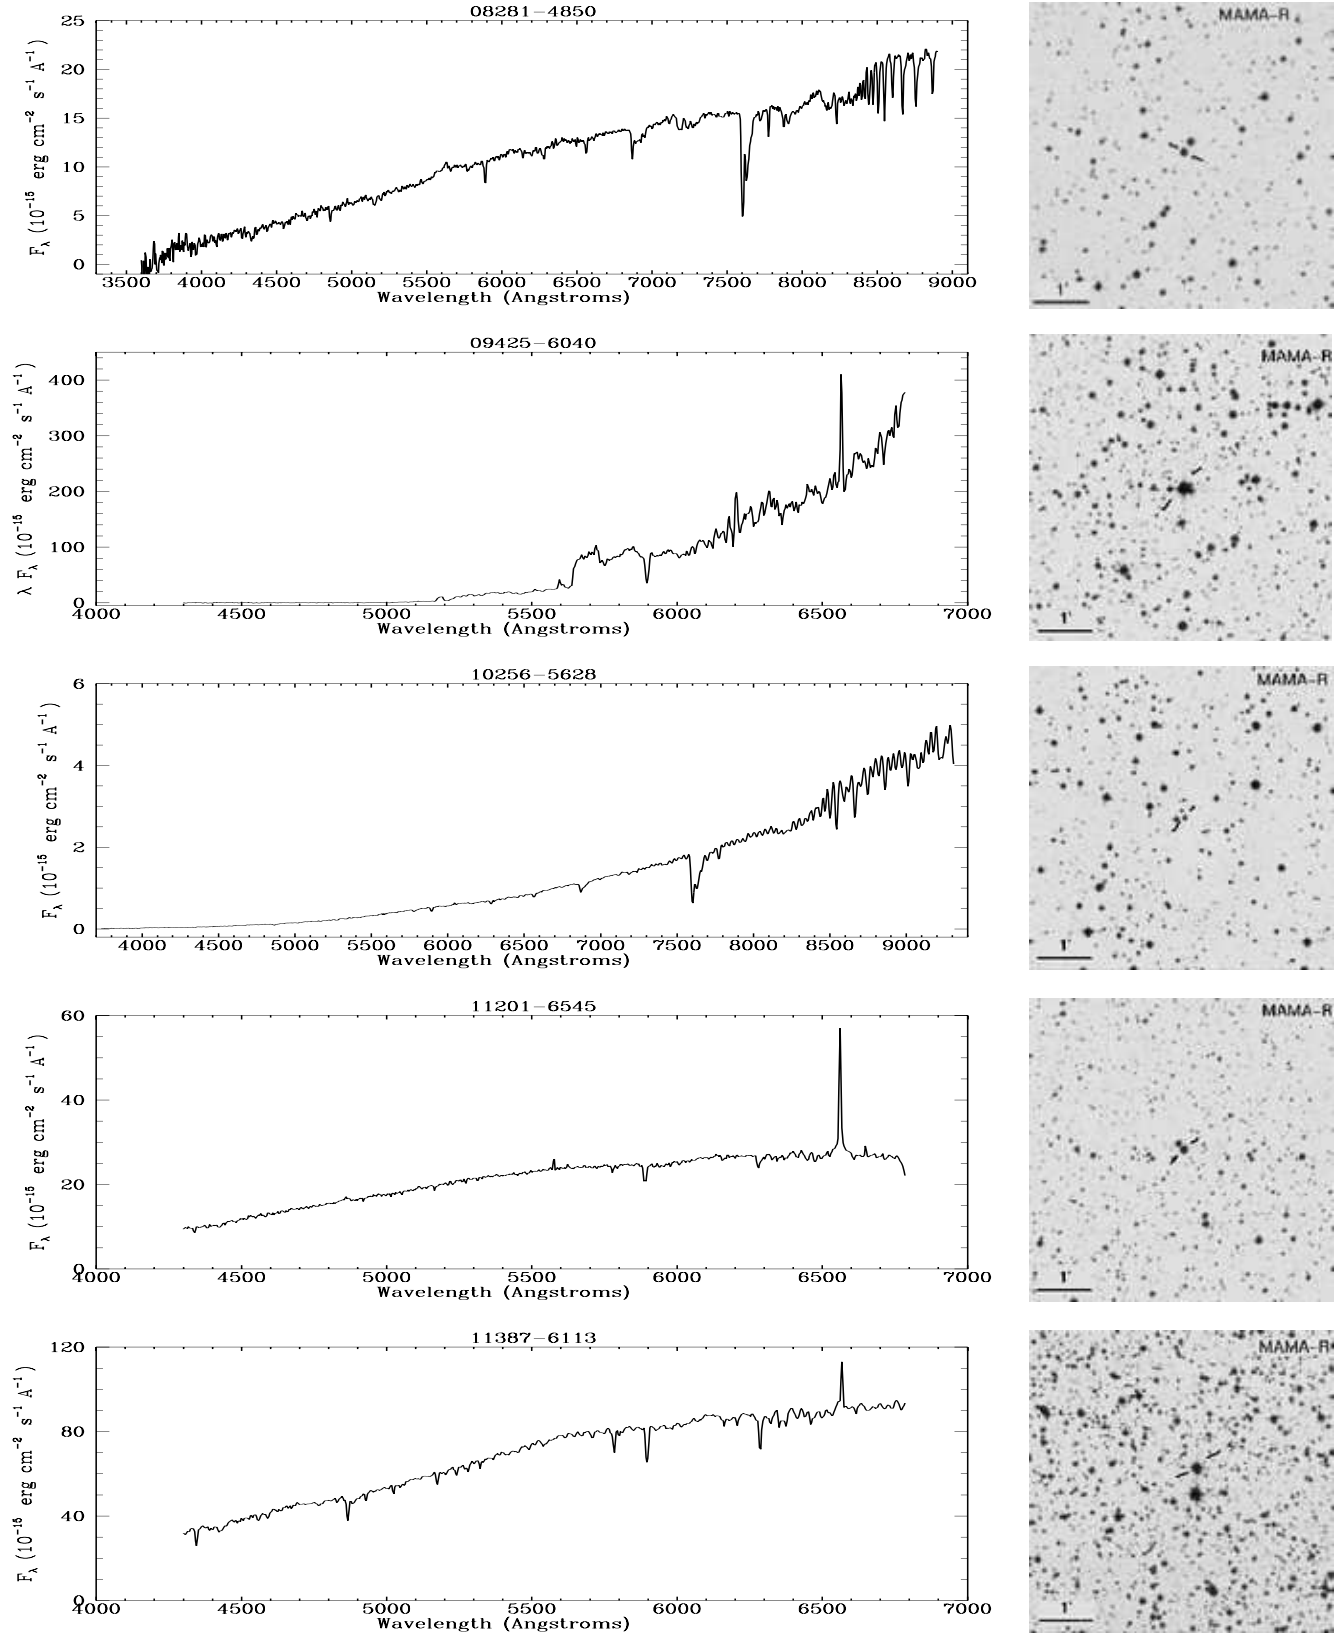 08281-4850
MAMA-R
F_λ (10^-15 erg cm^-2 s^-1 A^-1)
25
20
15
10
5
0
3500 4000 4500 5000 5500 6000 6500 7000 7500 8000 8500 9000
Wavelength (Angstroms)
1'
09425-6040
MAMA-R
λ F_λ (10^-15 erg cm^-2 s^-1 A^-1)
400
300
200
100
0
4000 5000 5500 6000 6500 7000
Wavelength (Angstroms)
1'
10256-5628
MAMA-R
F_λ (10^-15 erg cm^-2 s^-1 A^-1)
6
4
2
0
4000 5000 6000 7000 8000 8500 9000
Wavelength (Angstroms)
1'
11201-6545
MAMA-R
F_λ (10^-15 erg cm^-2 s^-1 A^-1)
60
40
20
0
4000 4500 5000 5500 6000 6500 7000
Wavelength (Angstroms)
1'
11387-6113
MAMA-R
F_λ (10^-15 erg cm^-2 s^-1 A^-1)
120
80
40
0
4000 4500 5000 5500 6000 6500 7000
Wavelength (Angstroms)
1'